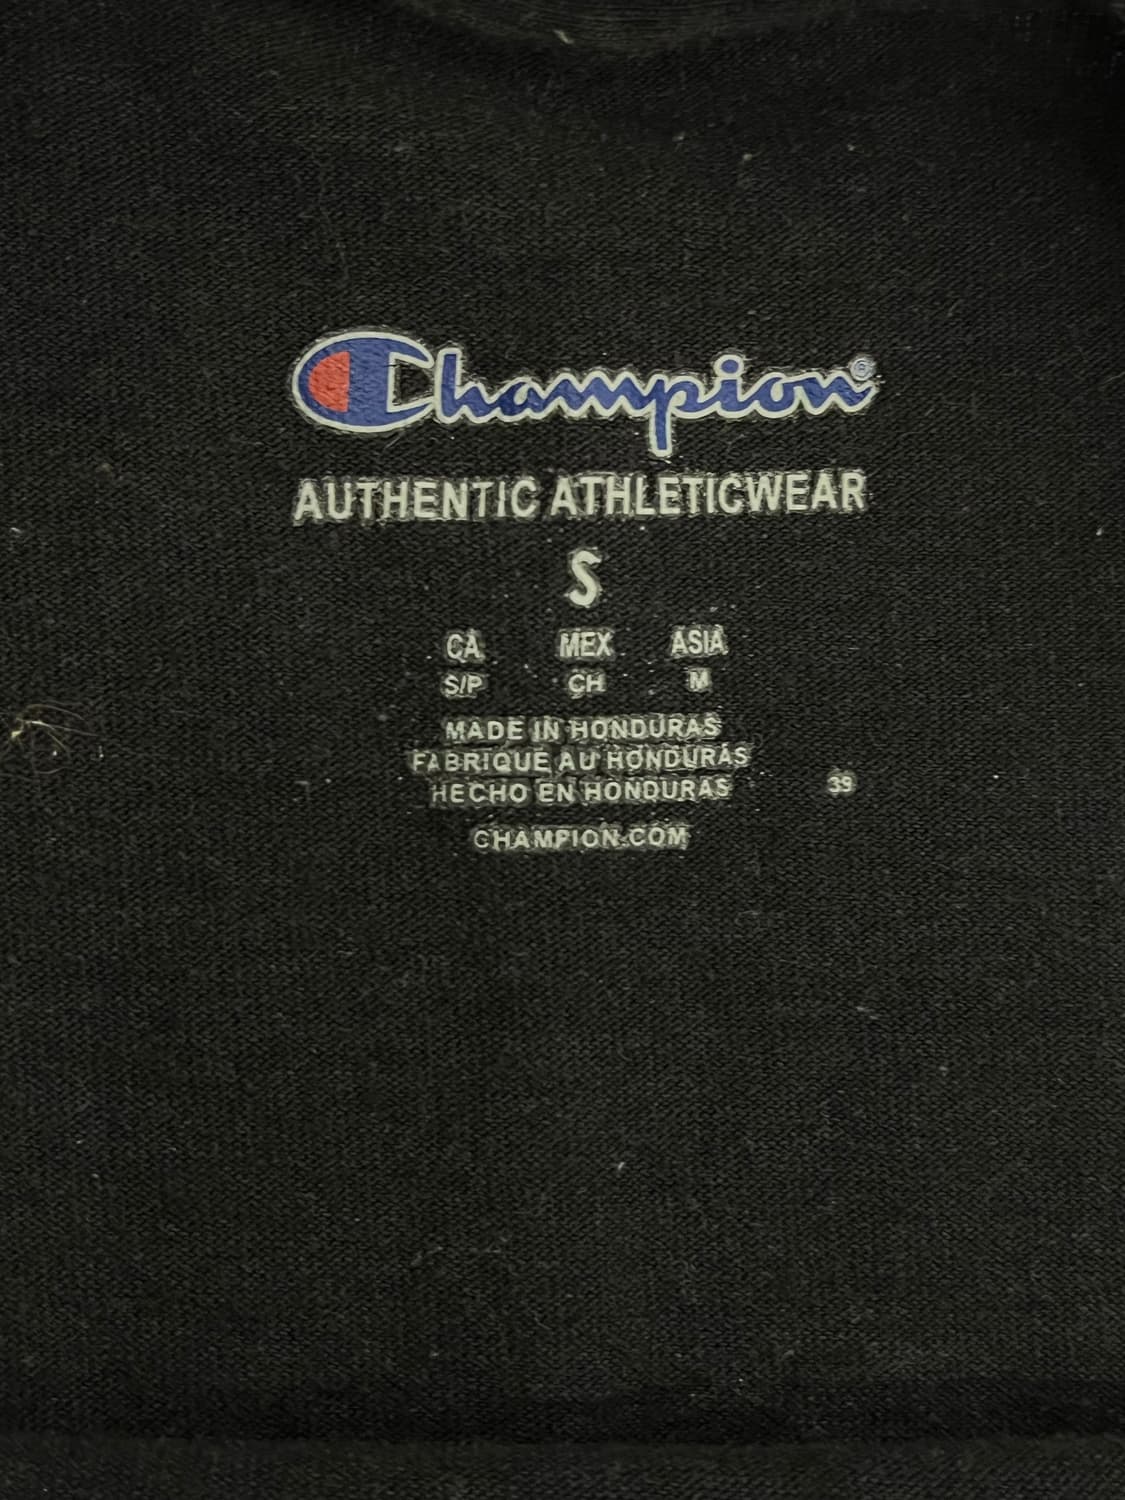 Champion®
AUTHENTIC ATHLETICWEAR
S
CA MEX ASIA
S/P CH M
MADE IN HONDURAS
FABRIQUE AU HONDURAS
HECHO EN HONDURAS
39
CHAMPION.COM